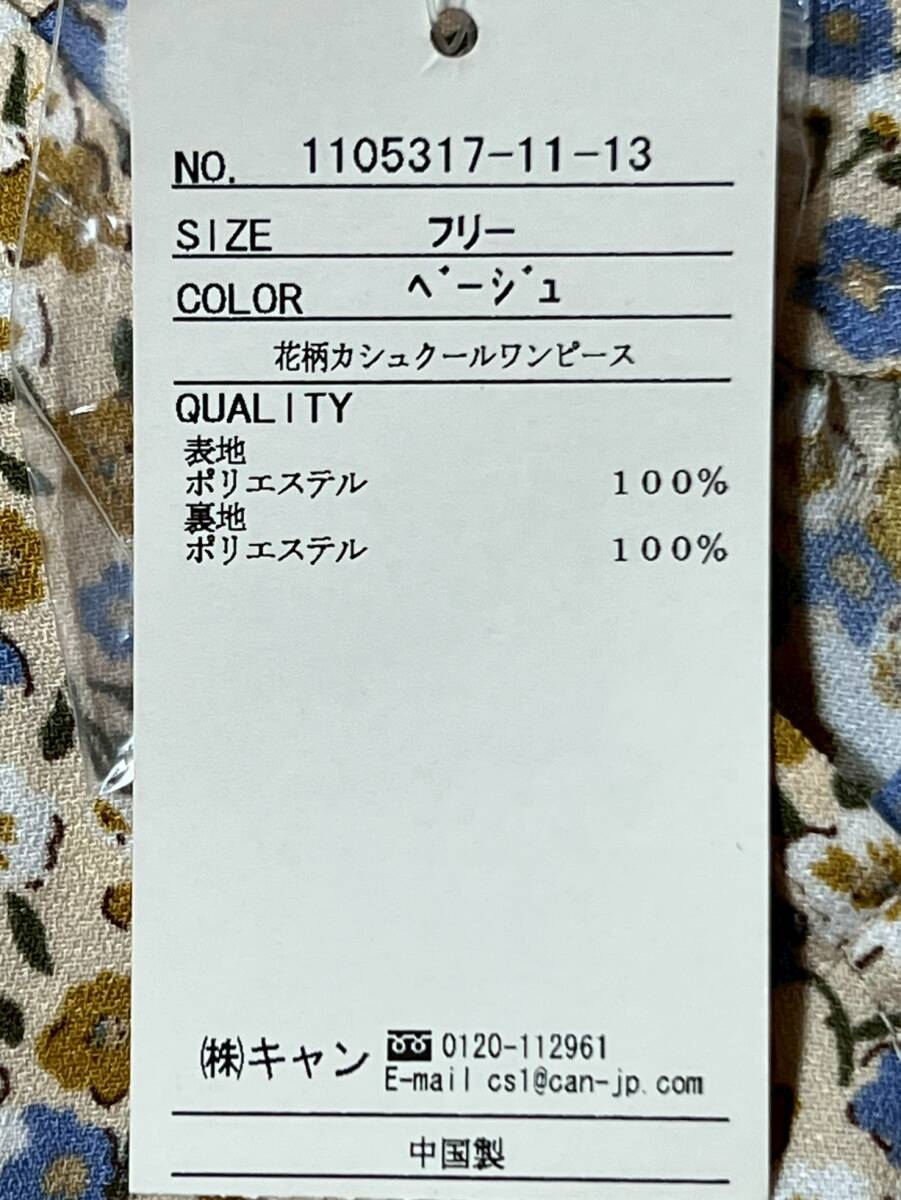 NO. 1105317-11-13
SIZE フリー
COLOR ベージュ
花柄カシュクールワンピース
QUALITY
表地
ポリエステル 100%
裏地
ポリエステル 100%
㈱キャン 0120-112961
E-mail cs1@can-jp.com
中国製